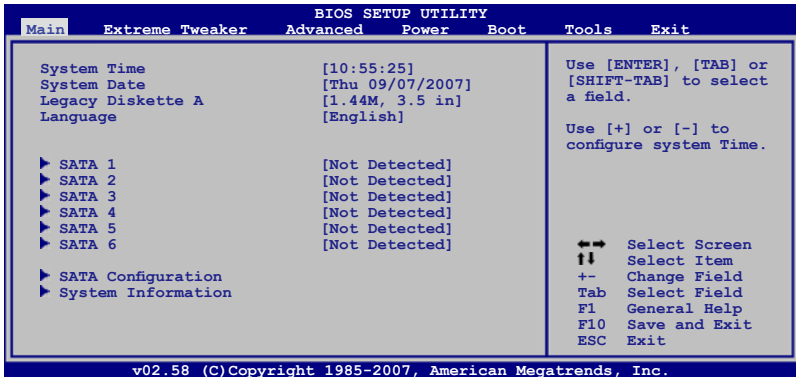 BIOS SETUP UTILITY
Main Extreme Tweaker Advanced Power Boot Tools Exit
System Time [10:55:25]
System Date [Thu 09/07/2007]
Legacy Diskette A [1.44M, 3.5 in]
Language [English]
SATA 1 [Not Detected]
SATA 2 [Not Detected]
SATA 3 [Not Detected]
SATA 4 [Not Detected]
SATA 5 [Not Detected]
SATA 6 [Not Detected]
SATA Configuration
System Information
Use [ENTER], [TAB] or
[SHIFT-TAB] to select
a field.
Use [+] or [-] to
configure system Time.
Select Screen
Select Item
+- Change Field
Tab Select Field
F1 General Help
F10 Save and Exit
ESC Exit
v02.58 (C)Copyright 1985-2007, American Megatrends, Inc.